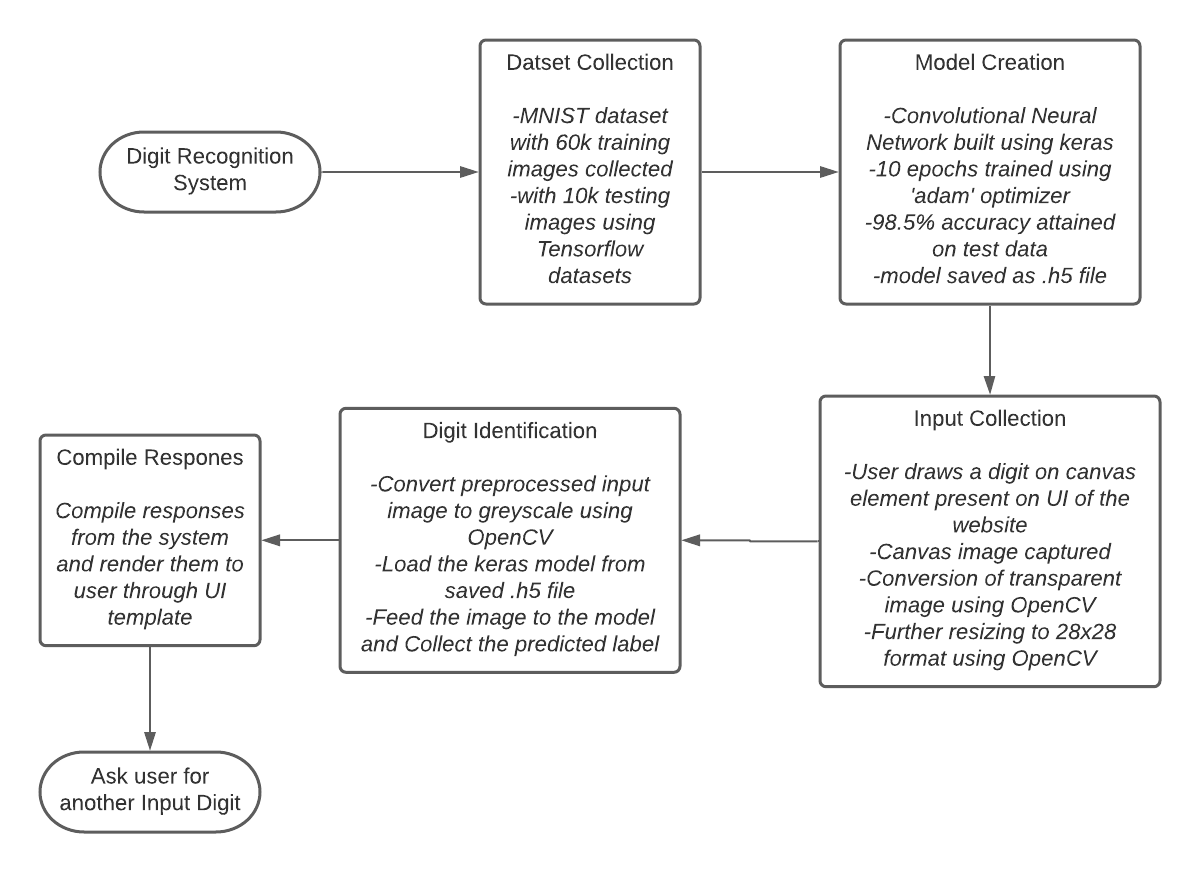 Digit Recognition
System
Datset Collection
-MNIST dataset
with 60k training
images collected
-with 10k testing
images using
Tensorflow
datasets
Model Creation
-Convolutional Neural
Network built using keras
-10 epochs trained using
'adam' optimizer
-98.5% accuracy attained
on test data
-model saved as .h5 file
Input Collection
-User draws a digit on canvas
element present on UI of the
website
-Canvas image captured
-Conversion of transparent
image using OpenCV
-Further resizing to 28x28
format using OpenCV
Digit Identification
-Convert preprocessed input
image to greyscale using
OpenCV
-Load the keras model from
saved .h5 file
-Feed the image to the model
and Collect the predicted label
Compile Respones
Compile responses
from the system
and render them to
user through UI
template
Ask user for
another Input Digit